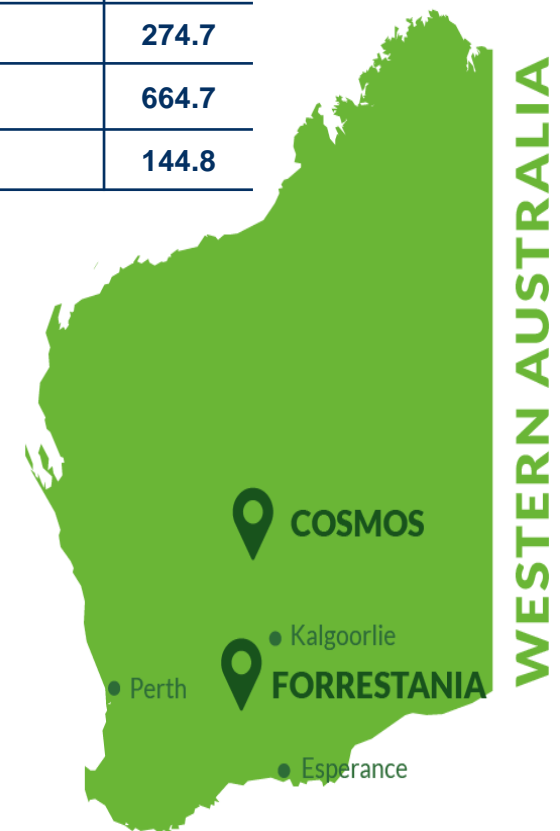 274.7
664.7
144.8
WESTERN AUSTRALIA
COSMOS
Kalgoorlie
Perth
FORRESTANIA
Esperance